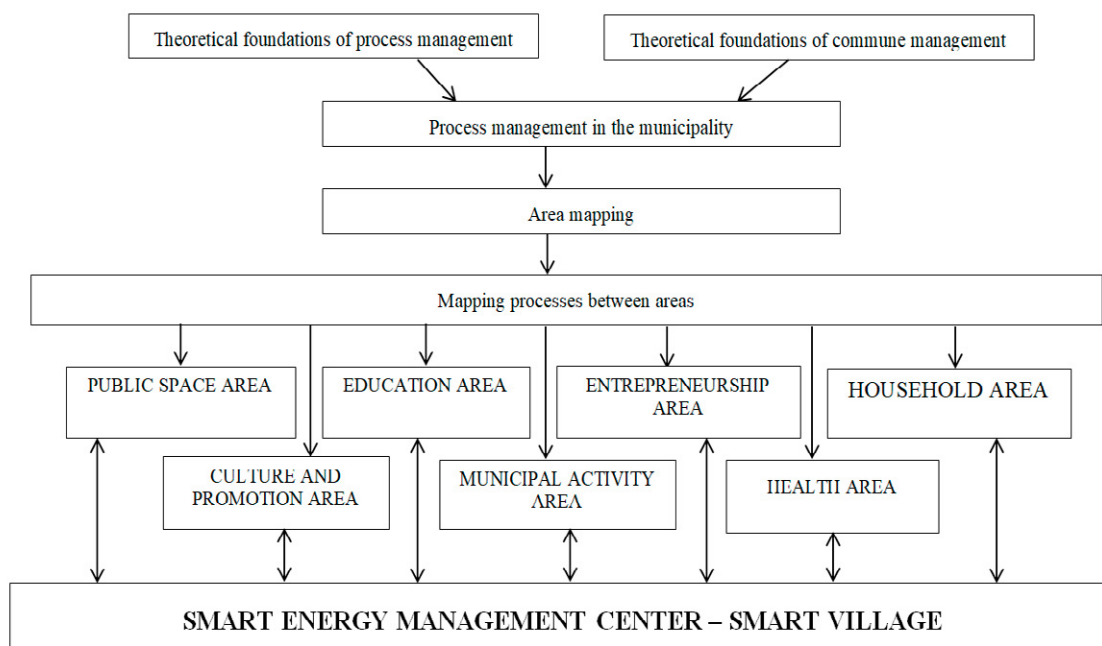 Theoretical foundations of process management
Theoretical foundations of commune management
Process management in the municipality
Area mapping
Mapping processes between areas
PUBLIC SPACE AREA
EDUCATION AREA
ENTREPRENEURSHIP
AREA
HOUSEHOLD AREA
CULTURE AND
PROMOTION AREA
MUNICIPAL ACTIVITY
AREA
HEALTH AREA
SMART ENERGY MANAGEMENT CENTER – SMART VILLAGE